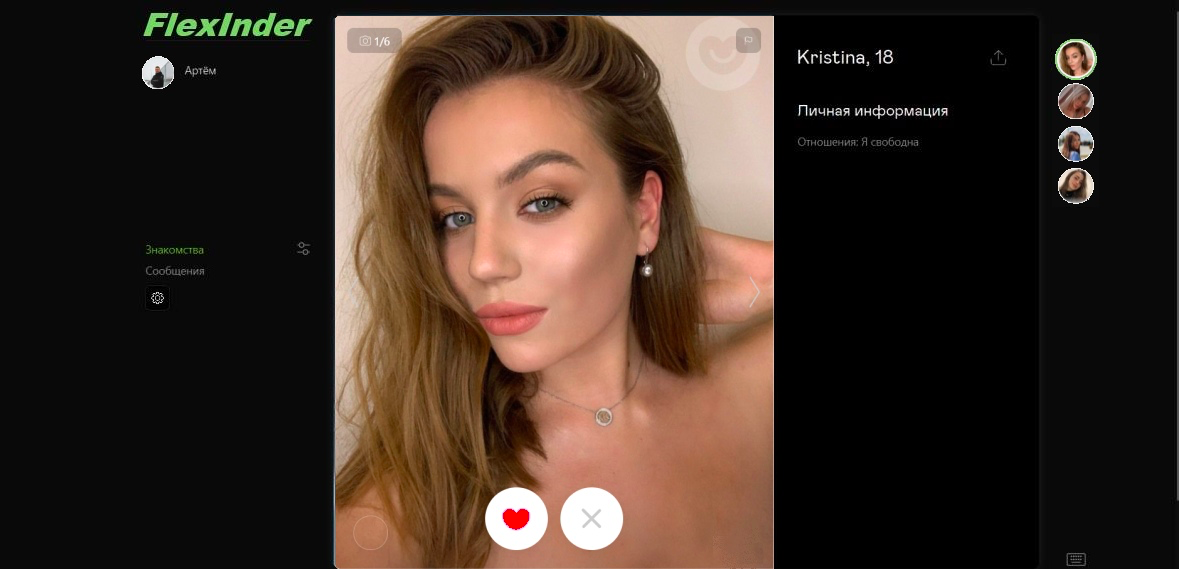 FlexInder
Артём
Знакомства
Сообщения
1/6
Kristina, 18
Личная информация
Отношения: Я свободна